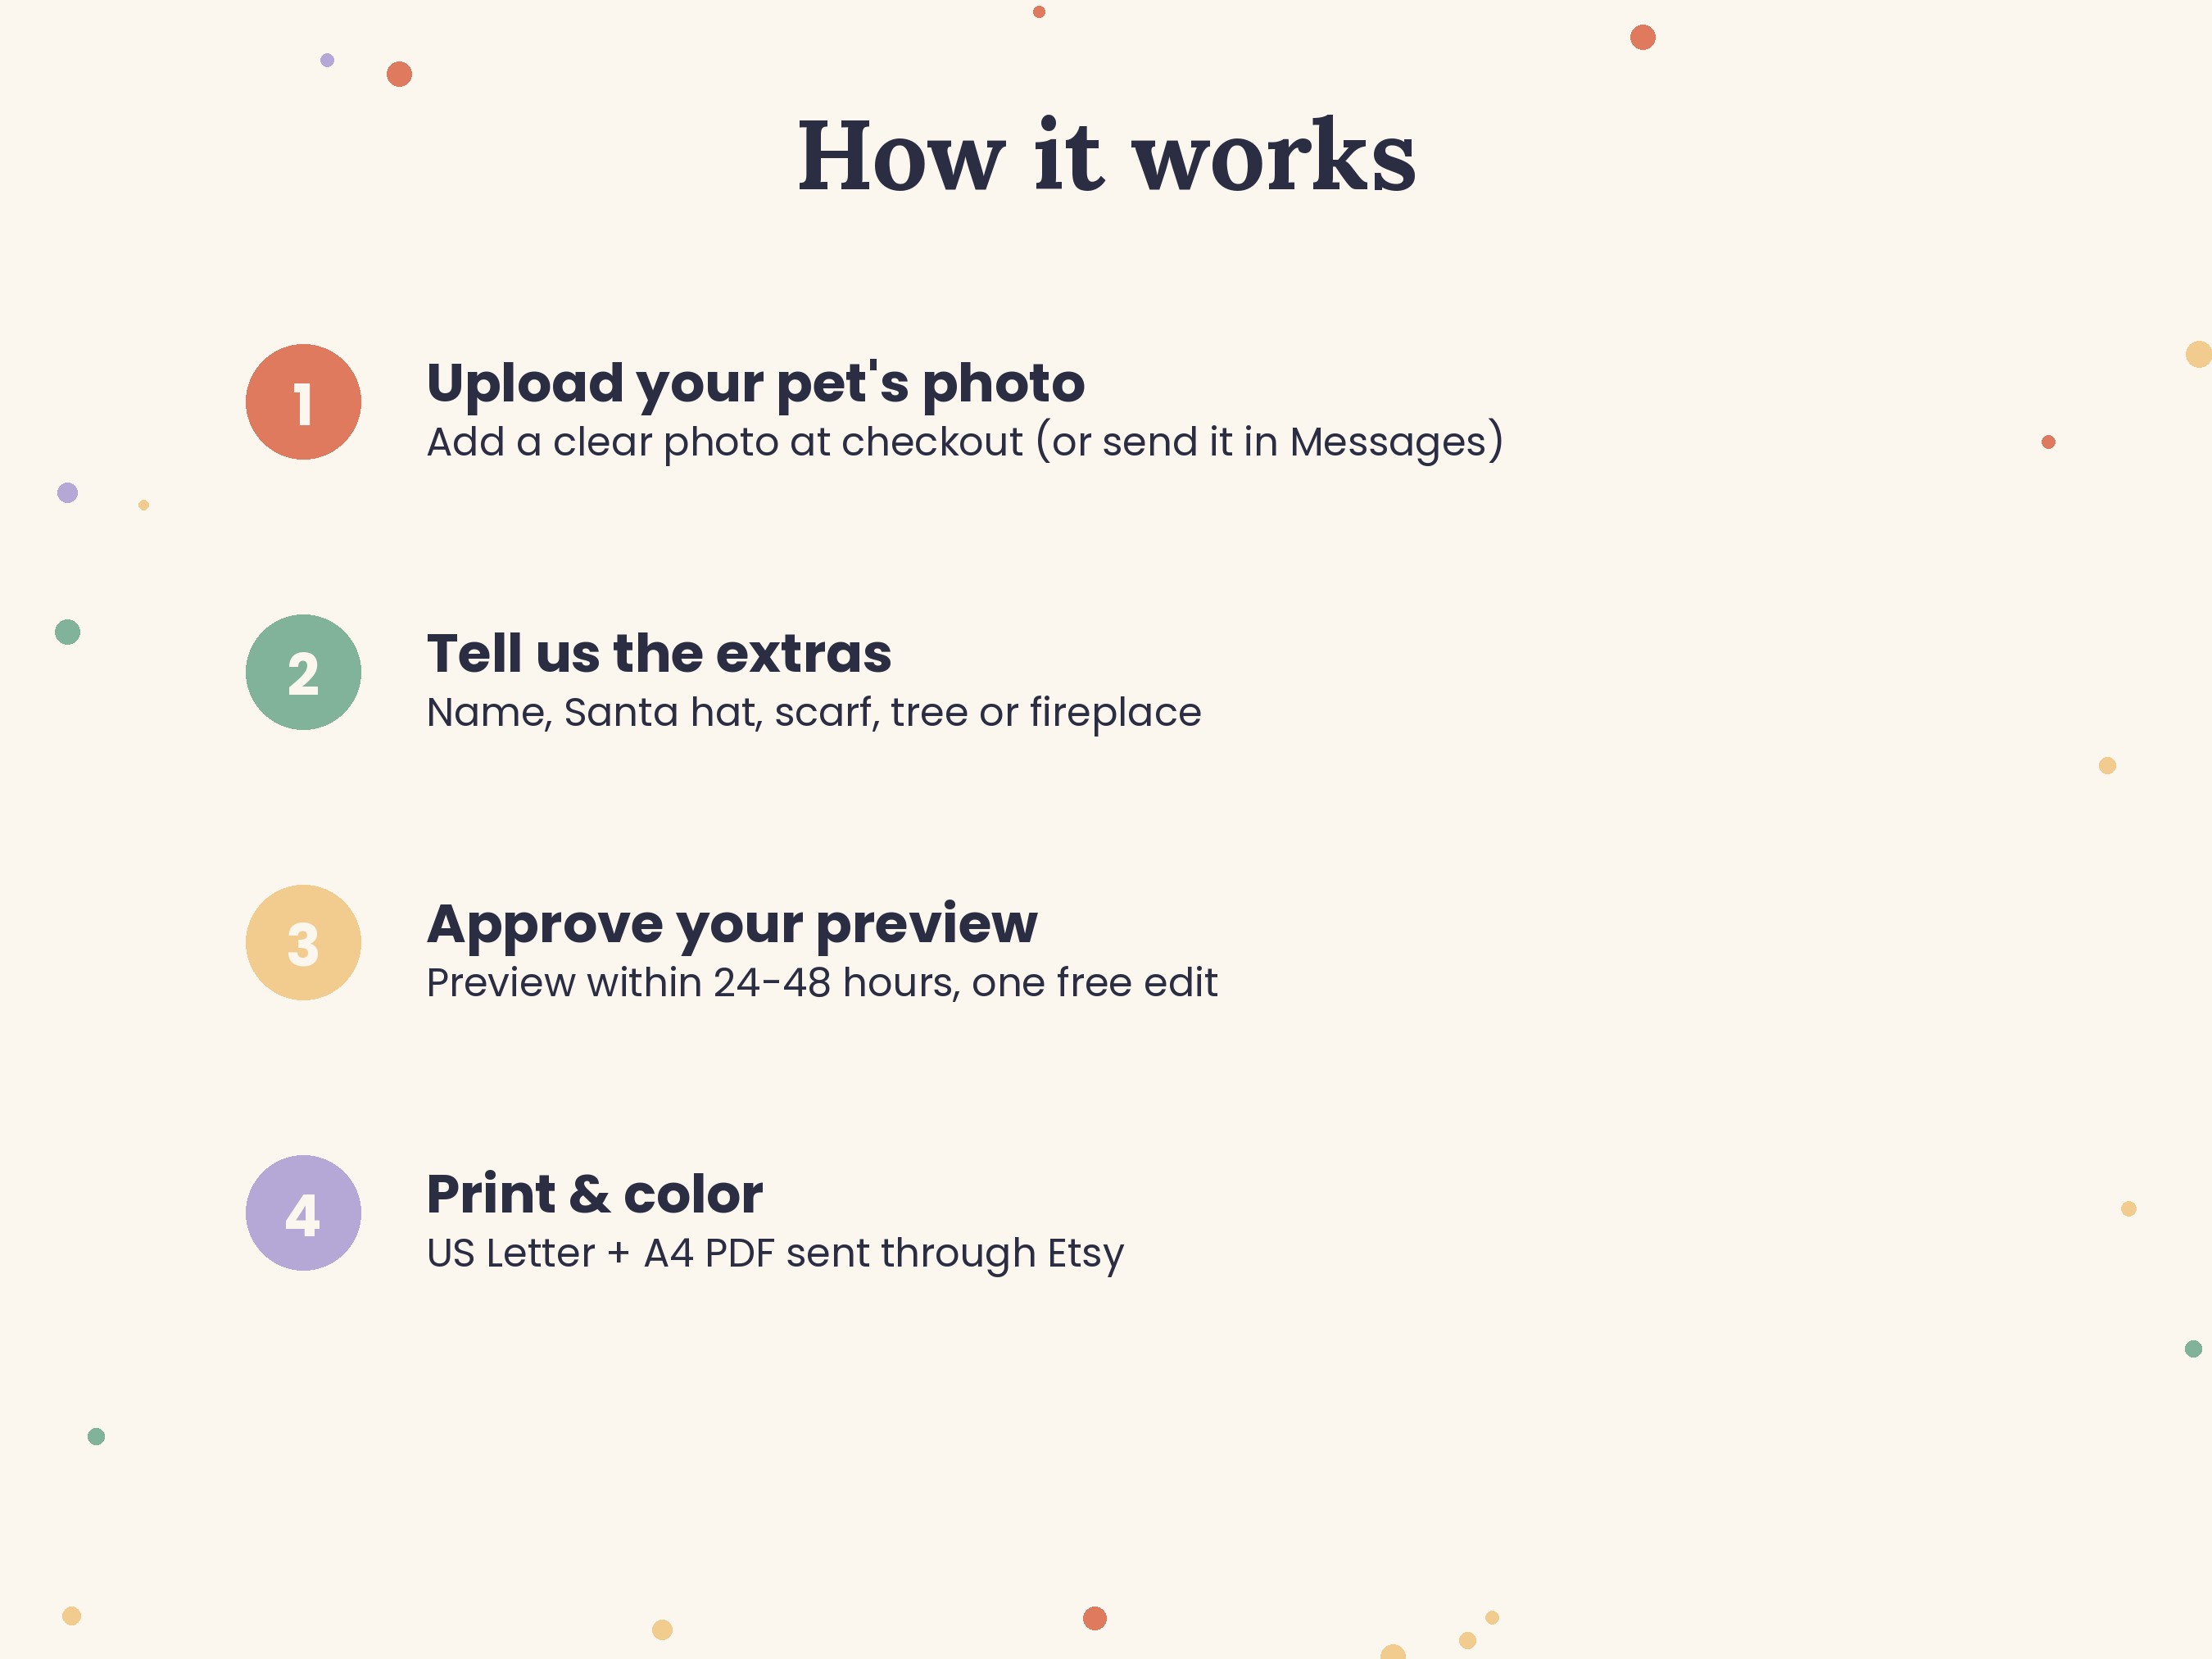 How it works
1
Upload your pet's photo
Add a clear photo at checkout (or send it in Messages)
2
Tell us the extras
Name, Santa hat, scarf, tree or fireplace
3
Approve your preview
Preview within 24-48 hours, one free edit
4
Print & color
US Letter + A4 PDF sent through Etsy